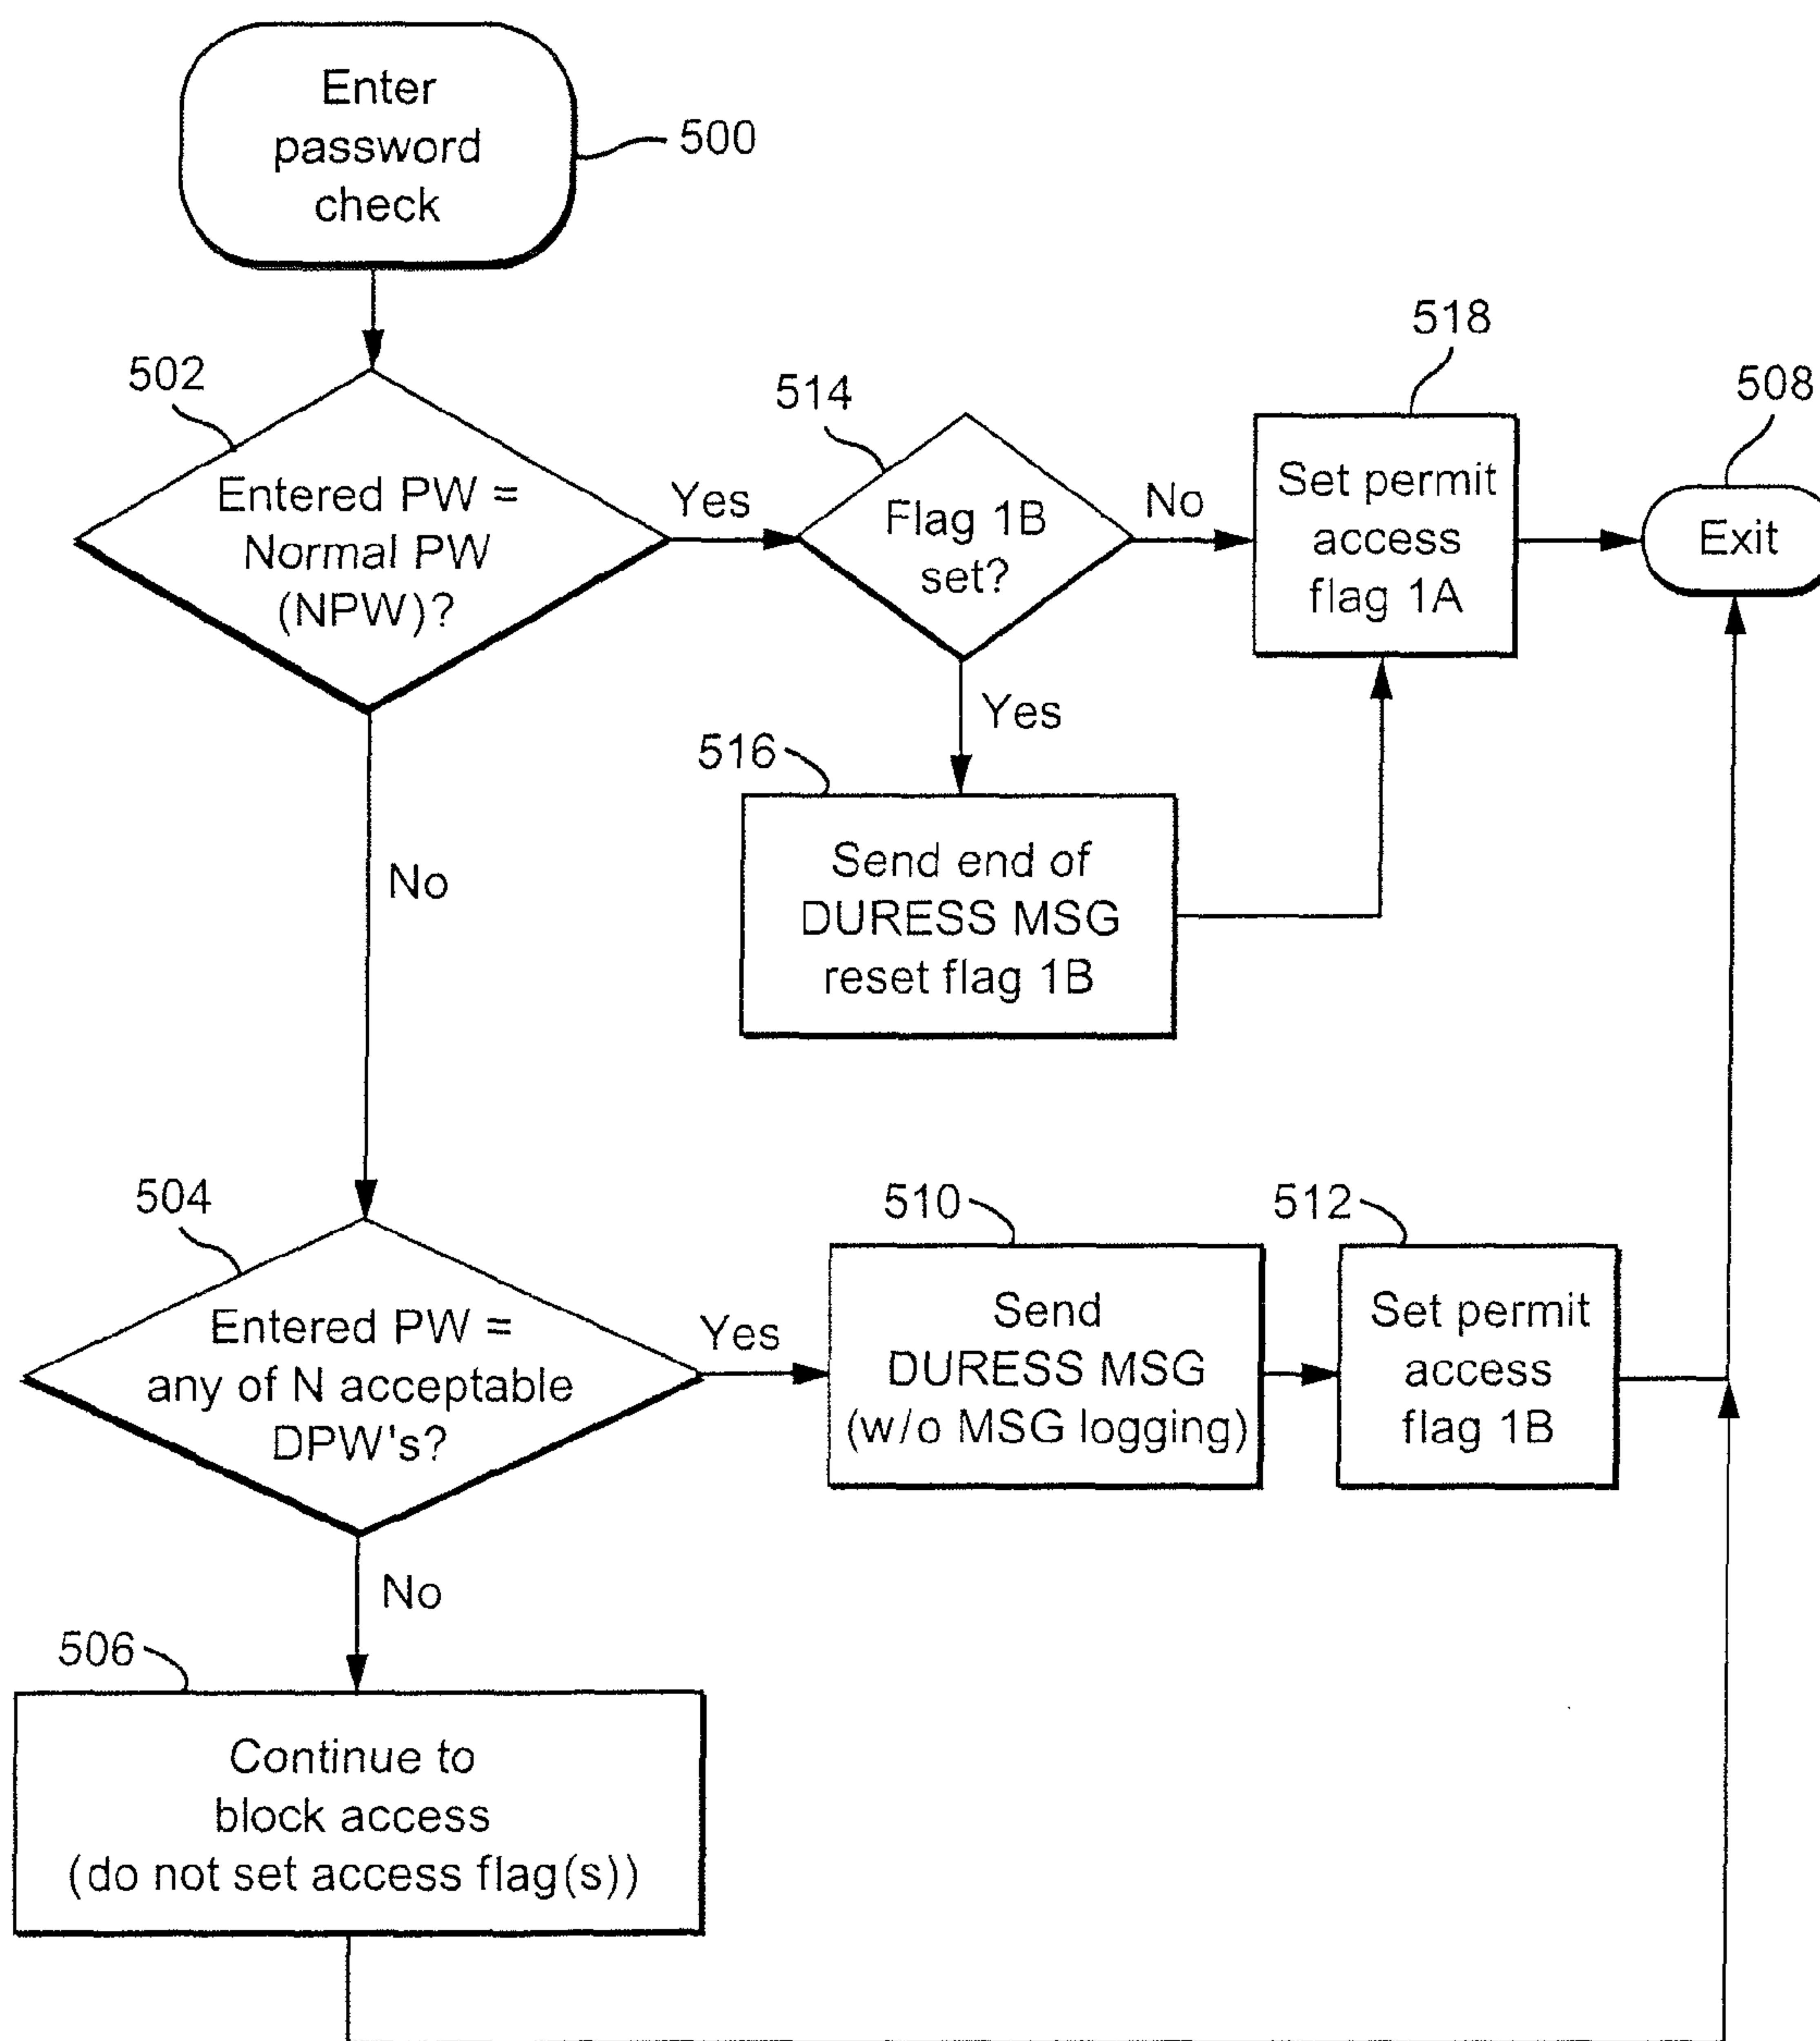 Enter
password
check
500
502
Entered PW =
Normal PW
(NPW)?
Yes
514
Flag 1B
set?
No
518
Set permit
access
flag 1A
508
Exit
Yes
516
Send end of
DURESS MSG
reset flag 1B
No
504
Entered PW =
any of N acceptable
DPW's?
Yes
510
Send
DURESS MSG
(w/o MSG logging)
512
Set permit
access
flag 1B
No
506
Continue to
block access
(do not set access flag(s))